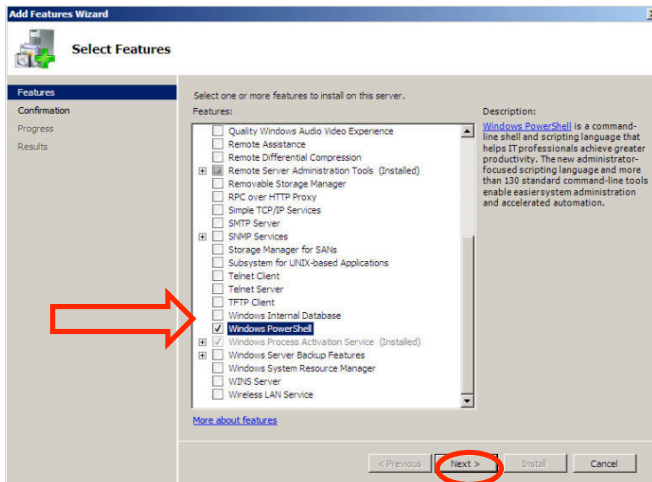 Add Features Wizard
Select Features
Features
Confirmation
Progress
Results
Select one or more features to install on this server.
Features:
Quality Windows Audio Video Experience
Remote Assistance
Remote Differential Compression
Remote Server Administration Tools (Installed)
Removable Storage Manager
RPC over HTTP Proxy
Simple TCP/IP Services
SMTP Server
SNMP Services
Storage Manager for SANs
Subsystem for UNIX-based Applications
Telnet Client
Telnet Server
TFTP Client
Windows Internal Database
Windows PowerShell
Windows Process Activation Service (Installed)
Windows Server Backup Features
Windows System Resource Manager
WINS Server
Wireless LAN Service
More about features
Description:
Windows PowerShell is a command-
line shell and scripting language that
helps IT professionals achieve greater
productivity. The new administrator-
focused scripting language and more
than 130 standard command-line tools
enable easiersystem administration
and accelerated automation.
< Previous
Next >
Install
Cancel